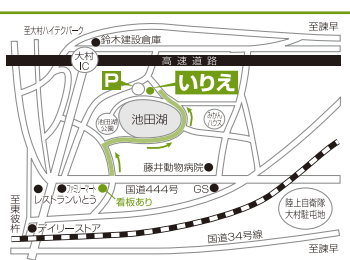 至大村ハイテクパーク
至諫早
鈴木建設倉庫
高速道路
大村
IC
P
いりえ
池田湖
池田湖
公園
みかん
ハウス
藤井動物病院
ファミリーマート
国道444号
GS
レストランいとう
看板あり
至東彼杵
デイリーストア
陸上自衛隊
大村駐屯地
国道34号線
至諫早